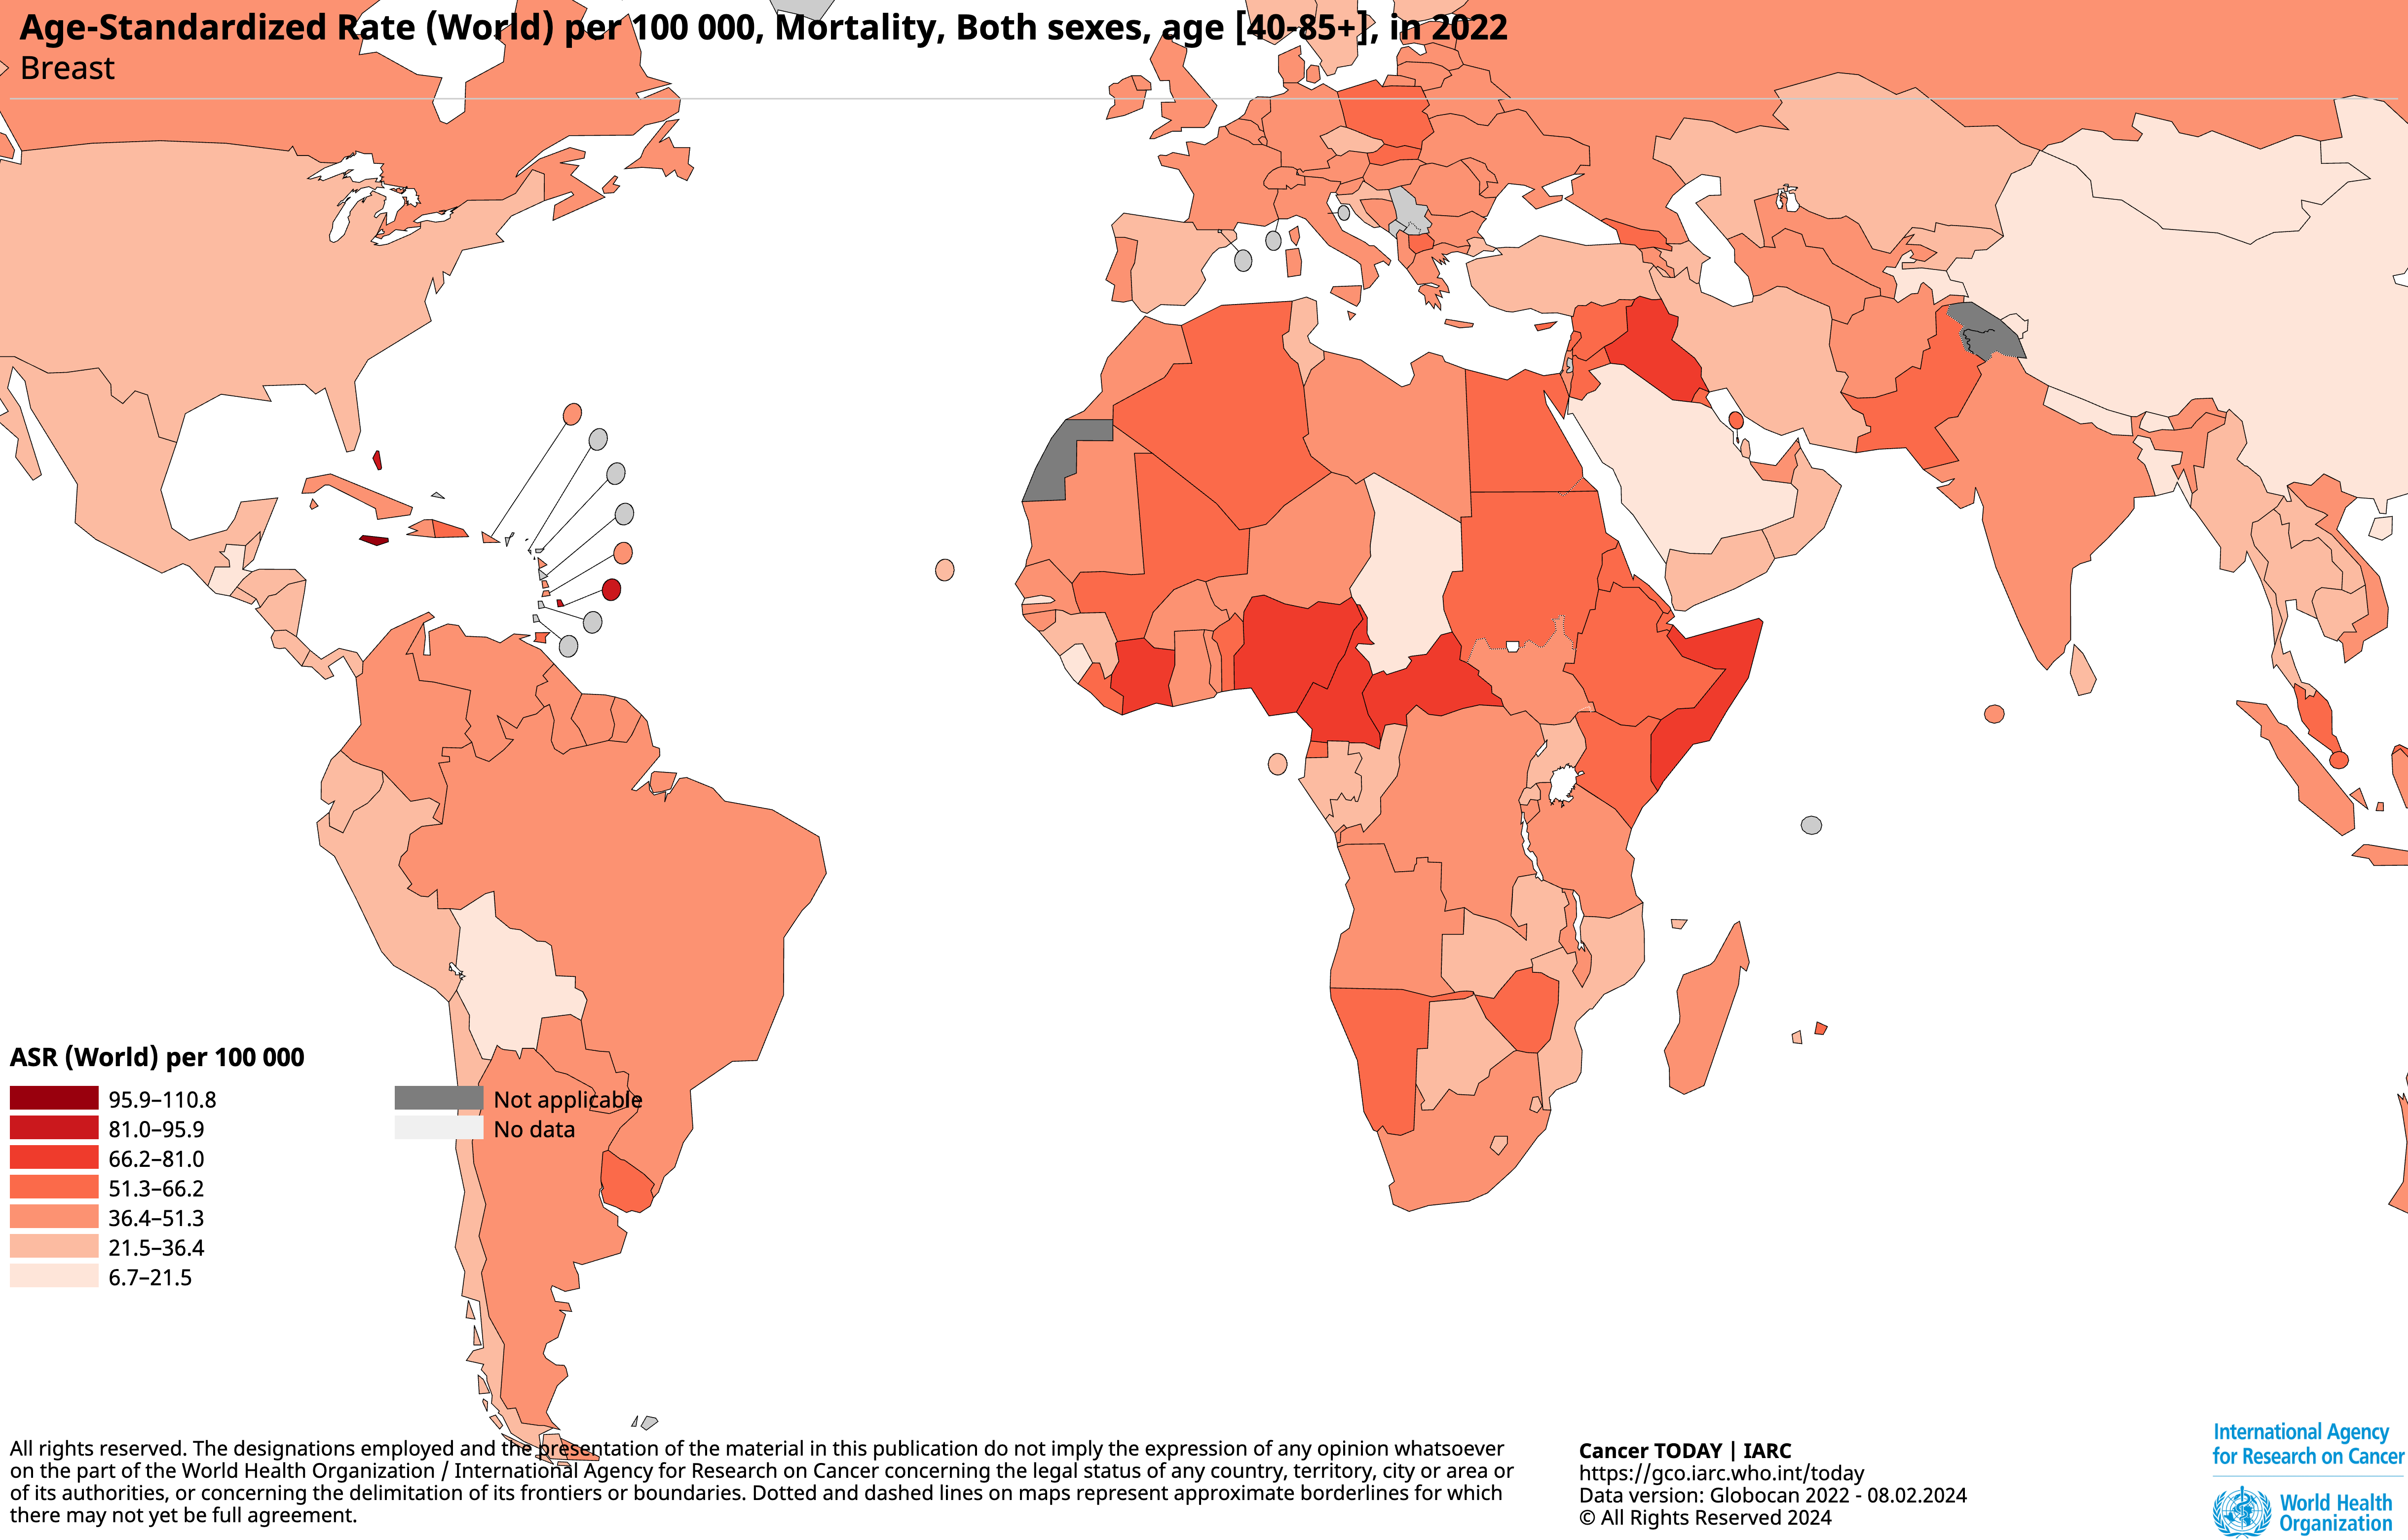 Age-Standardized Rate (World) per 100 000, Mortality, Both sexes, age [40-85+], in 2022
Breast
ASR (World) per 100 000
95.9–110.8
81.0–95.9
66.2–81.0
51.3–66.2
36.4–51.3
21.5–36.4
6.7–21.5
Not applicable
No data
All rights reserved. The designations employed and the presentation of the material in this publication do not imply the expression of any opinion whatsoever
on the part of the World Health Organization / International Agency for Research on Cancer concerning the legal status of any country, territory, city or area or
of its authorities, or concerning the delimitation of its frontiers or boundaries. Dotted and dashed lines on maps represent approximate borderlines for which
there may not yet be full agreement.
Cancer TODAY | IARC
https://gco.iarc.who.int/today
Data version: Globocan 2022 - 08.02.2024
© All Rights Reserved 2024
International Agency
for Research on Cancer
World Health
Organization